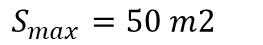 S_max = 50 m2